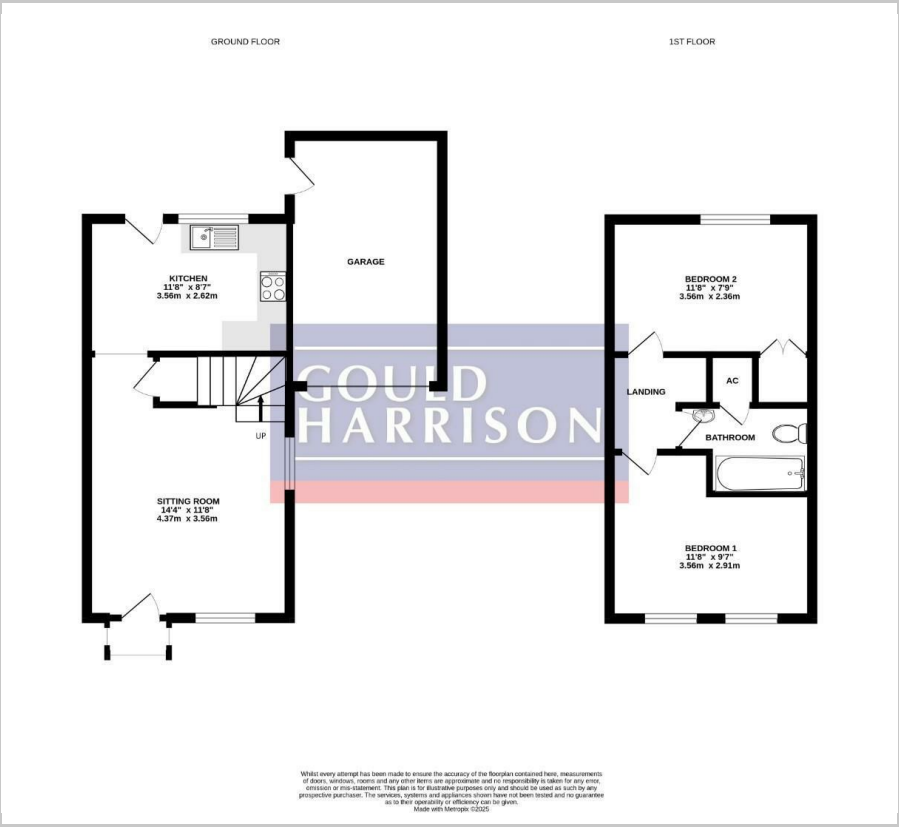 GROUND FLOOR
1ST FLOOR
GARAGE
KITCHEN
11'8" x 8'7"
3.56m x 2.62m
BEDROOM 2
11'8" x 7'9"
3.56m x 2.36m
GOULD
HARRISON
LANDING
AC
UP
BATHROOM
SITTING ROOM
14'4" x 11'8"
4.37m x 3.56m
BEDROOM 1
11'8" x 9'7"
3.56m x 2.91m
Whilst every attempt has been made to ensure the accuracy of the floorplan contained here, measurements
of doors, windows, rooms and any other items are approximate and no responsibility is taken for any error,
omission or mis-statement. This plan is for illustrative purposes only and should be used as such by any
prospective purchaser. The services, systems and appliances shown have not been tested and no guarantee
as to their operability or efficiency can be given.
Made with Metropix ©2025